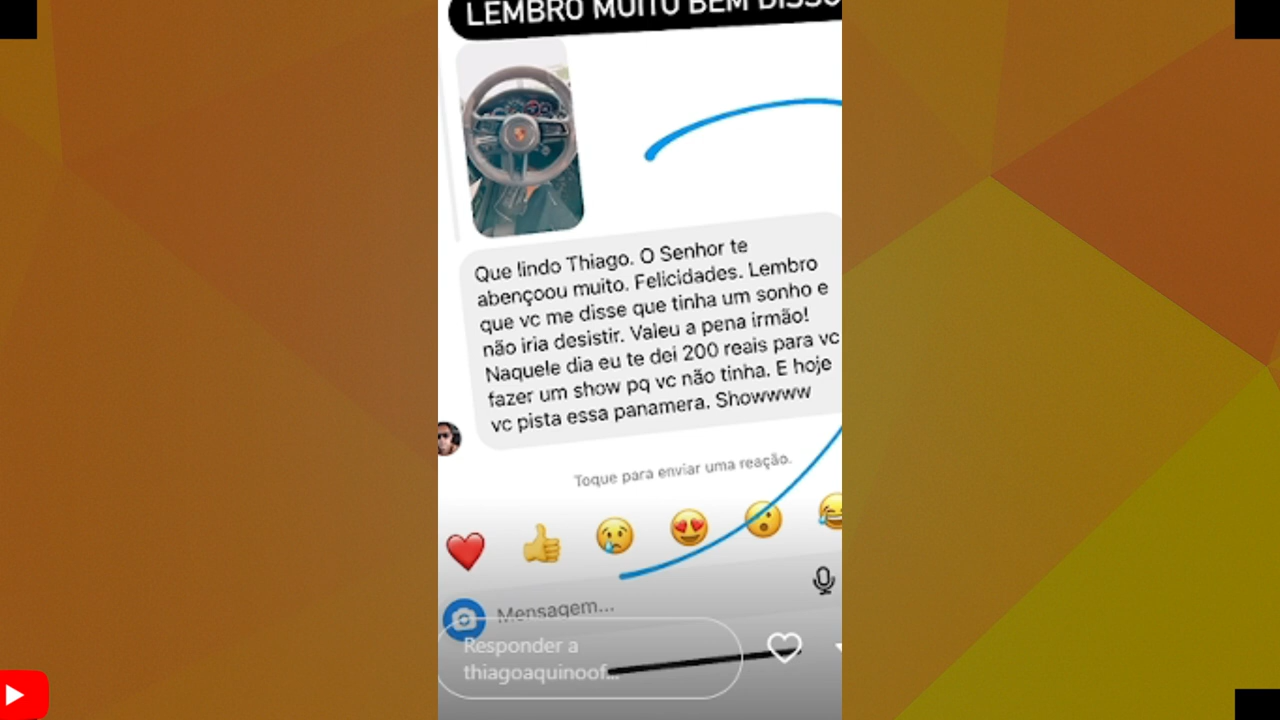 LEMBRO MUITO BEM DISSO
Que lindo Thiago. O Senhor te
abençoou muito. Felicidades. Lembro
que vc me disse que tinha um sonho e
não iria desistir. Valeu a pena irmão!
Naquele dia eu te dei 200 reais para vc
fazer um show pq vc não tinha. E hoje
vc pista essa panamera. Showwww
Toque para enviar uma reação.
Mensagem...
Responder a
thiagoaquinoof...